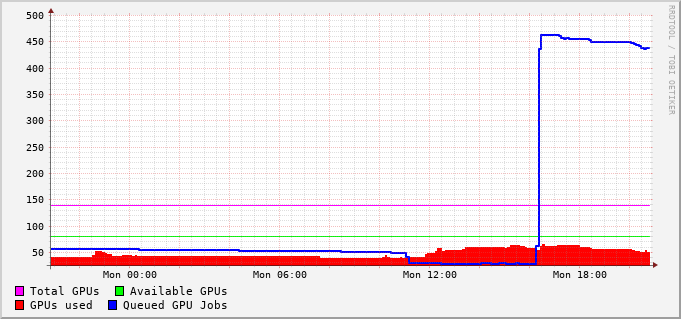 500
450
400
350
300
250
200
150
100
50
Mon 00:00 Mon 06:00 Mon 12:00 Mon 18:00
Total GPUs Available GPUs
GPUs used Queued GPU Jobs
RRDTOOL / TOBI OETIKER